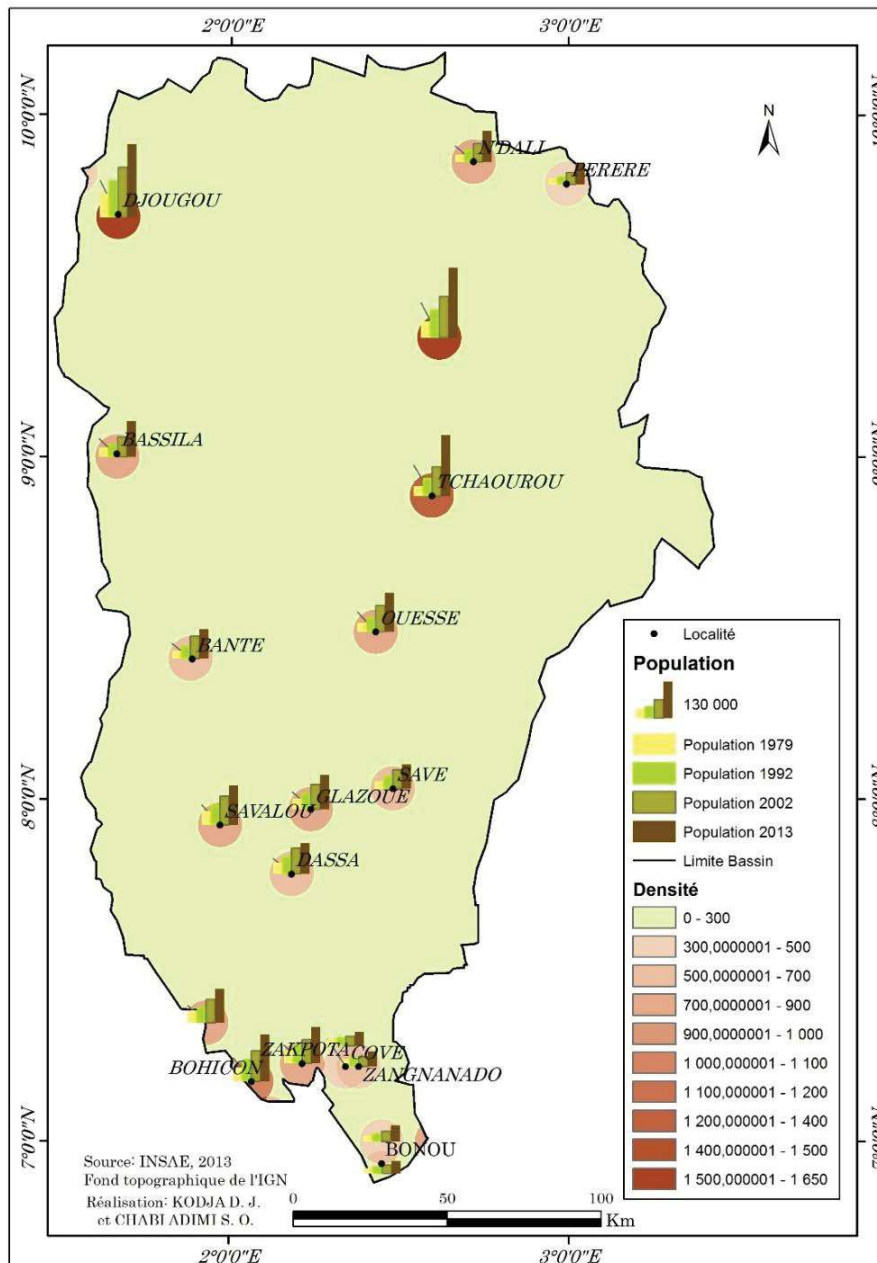 2°0'0"E 3°0'0"E
10°0'0"N
N
N'DALI
PERERE
DJOUGOU
9°0'0"N
BASSILA
TCHAOUROU
OUESSE
BANTE
8°0'0"N
SAVE
GLAZOUE
SAVALOU
DASSA
ZAKPOTA
COVE
BOHICON
ZANGNANADO
7°0'0"N
BONOU
Localité
Population
130 000
Population 1979
Population 1992
Population 2002
Population 2013
Limite Bassin
Densité
0 - 300
300,0000001 - 500
500,0000001 - 700
700,0000001 - 900
900,0000001 - 1 000
1 000,000001 - 1 100
1 100,000001 - 1 200
1 200,000001 - 1 400
1 400,000001 - 1 500
1 500,000001 - 1 650
Source: INSAE, 2013
Fond topographique de l'IGN
Réalisation: KODJA D. J.
et CHABI ADIMI S. O.
0 50 100
Km
2°0'0"E 3°0'0"E